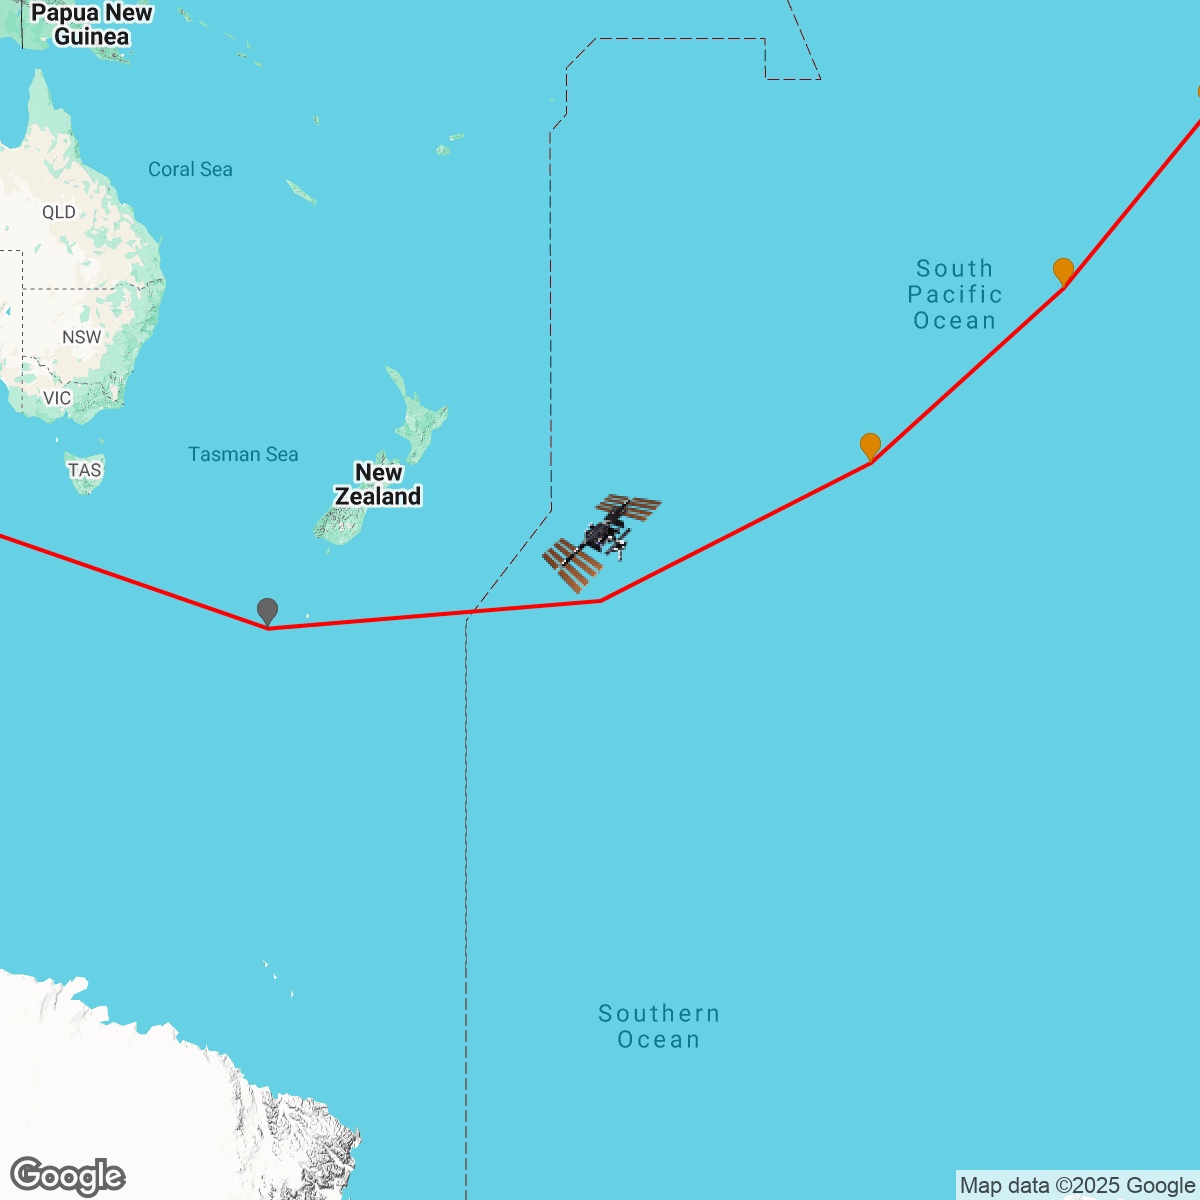 Papua New
Guinea
Coral Sea
QLD
South
Pacific
Ocean
NSW
VIC
Tasman Sea
TAS
New
Zealand
Southern
Ocean
Google
Map data ©2025 Google